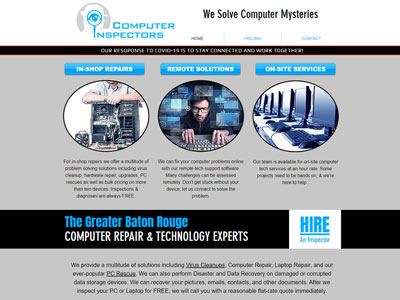 COMPUTER
INSPECTORS
We Solve Computer Mysteries
HOME PRICING CONTACT
OUR RESOPONSE TO COVID-19 IS TO STAY CONNECTED AND WORK TOGETHER!
IN-SHOP REPAIRS
REMOTE SOLUTIONS
ON-SITE SERVICES
For in-shop repairs we offer a multitude of
problem solving solutions including virus
cleanup, hardware repair, upgrades, PC
rescues as well as bulk pricing on more
than two devices. Inspections &
diagnoses are always FREE.
We can fix your computer problems online
with our remote tech support software.
Many challenges can be assessed
remotely. Don't get stuck without your
device, let us connect to solve the
problem.
Our team is available for on-site computer
tech services at an hour rate. Some
projects need to be hands on, & we're
here to help.
The Greater Baton Rouge
COMPUTER REPAIR & TECHNOLOGY EXPERTS
HIRE
An Inspector
We provide a multitude of solutions including Virus Cleanups, Computer Repair, Laptop Repair, and our
ever-popular PC Rescue. We can also perform Disaster and Data Recovery on damaged or corrupted
data storage devices. We can recover your pictures, emails, contacts, and other documents. After we
inspect your PC or Laptop for FREE, we will call you with a reasonable flat-rate quote immediately.